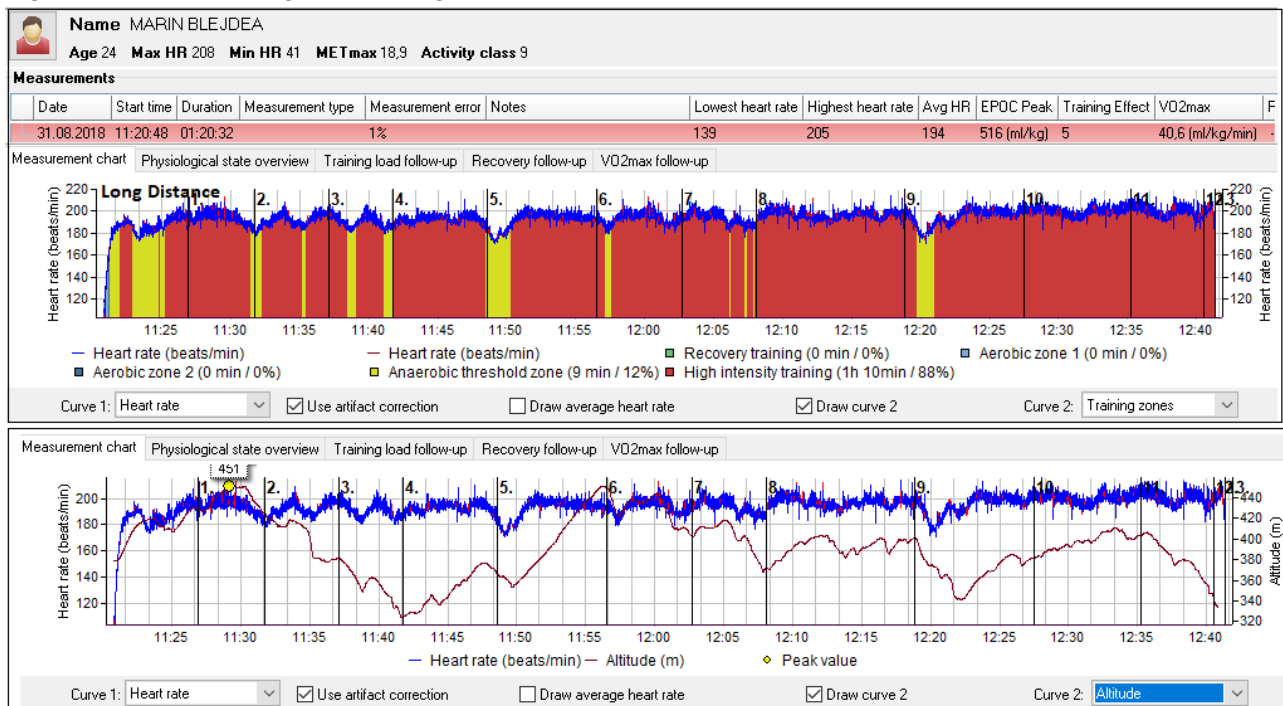 Name MARIN BLEJDEA
Age 24 Max HR 208 Min HR 41 METmax 18,9 Activity class 9
Measurements
Date Start time Duration Measurement type Measurement error Notes Lowest heart rate Highest heart rate Avg HR EPOC Peak Training Effect VO2max F
31.08.2018 11:20:48 01:20:32 1% 139 205 194 516 (ml/kg) 5 40,6 (ml/kg/min) -
Measurement chart Physiological state overview Training load follow-up Recovery follow-up VO2max follow-up
Long Distance
1. 2. 3. 4. 5. 6. 7. 8. 9. 10. 11. 12. 13.
Heart rate (beats/min)
220
200
180
160
140
120
220
200
180
160
140
120
Heart rate (beats/min)
11:25 11:30 11:35 11:40 11:45 11:50 11:55 12:00 12:05 12:10 12:15 12:20 12:25 12:30 12:35 12:40
Heart rate (beats/min) Heart rate (beats/min) Recovery training (0 min / 0%) Aerobic zone 1 (0 min / 0%)
Aerobic zone 2 (0 min / 0%) Anaerobic threshold zone (9 min / 12%) High intensity training (1h 10min / 88%)
Curve 1: Heart rate Use artifact correction Draw average heart rate Draw curve 2 Curve 2: Training zones
Measurement chart Physiological state overview Training load follow-up Recovery follow-up VO2max follow-up
451
1. 2. 3. 4. 5. 6. 7. 8. 9. 10. 11. 12. 13.
Heart rate (beats/min)
200
180
160
140
120
440
420
400
380
360
340
320
Altitude (m)
11:25 11:30 11:35 11:40 11:45 11:50 11:55 12:00 12:05 12:10 12:15 12:20 12:25 12:30 12:35 12:40
Heart rate (beats/min) Altitude (m) Peak value
Curve 1: Heart rate Use artifact correction Draw average heart rate Draw curve 2 Curve 2: Altitude